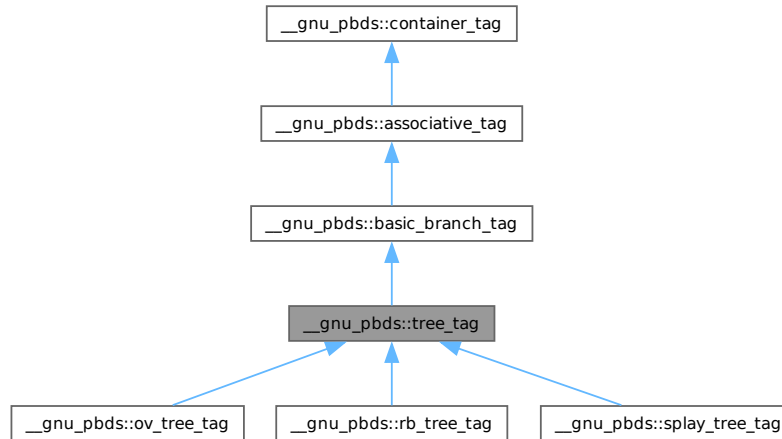 __gnu_pbds::container_tag
__gnu_pbds::associative_tag
__gnu_pbds::basic_branch_tag
__gnu_pbds::tree_tag
__gnu_pbds::ov_tree_tag
__gnu_pbds::rb_tree_tag
__gnu_pbds::splay_tree_tag